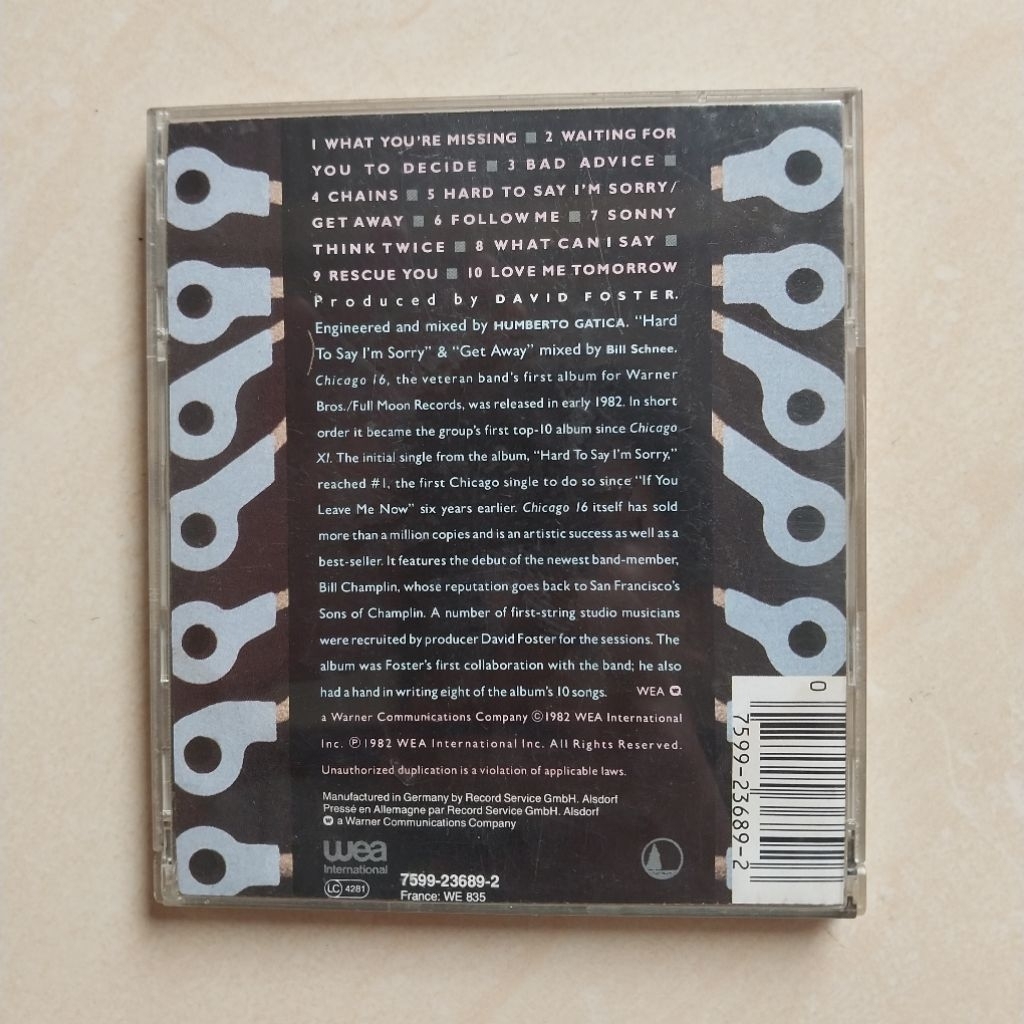 1 WHAT YOU'RE MISSING ■ 2 WAITING FOR
YOU TO DECIDE ■ 3 BAD ADVICE ■
4 CHAINS ■ 5 HARD TO SAY I'M SORRY/
GET AWAY ■ 6 FOLLOW ME ■ 7 SONNY
THINK TWICE ■ 8 WHAT CAN I SAY ■
9 RESCUE YOU ■ 10 LOVE ME TOMORROW
Produced by DAVID FOSTER.
Engineered and mixed by HUMBERTO GATICA. "Hard
To Say I'm Sorry" & "Get Away" mixed by Bill Schnee.
Chicago 16, the veteran band's first album for Warner
Bros./Full Moon Records, was released in early 1982. In short
order it became the group's first top-10 album since Chicago
XI. The initial single from the album, "Hard To Say I'm Sorry,"
reached #1, the first Chicago single to do so since "If You
Leave Me Now" six years earlier. Chicago 16 itself has sold
more than a million copies and is an artistic success as well as a
best-seller. It features the debut of the newest band-member,
Bill Champlin, whose reputation goes back to San Francisco's
Sons of Champlin. A number of first-string studio musicians
were recruited by producer David Foster for the sessions. The
album was Foster's first collaboration with the band; he also
had a hand in writing eight of the album's 10 songs. WEA
a Warner Communications Company ©1982 WEA International
Inc. ℗1982 WEA International Inc. All Rights Reserved.
Unauthorized duplication is a violation of applicable laws.
Manufactured in Germany by Record Service GmbH. Alsdorf
Pressé en Allemagne par Record Service GmbH. Alsdorf
a Warner Communications Company
wea
International
LC 4281
7599-23689-2
France: WE 835
0
7599-23689-2